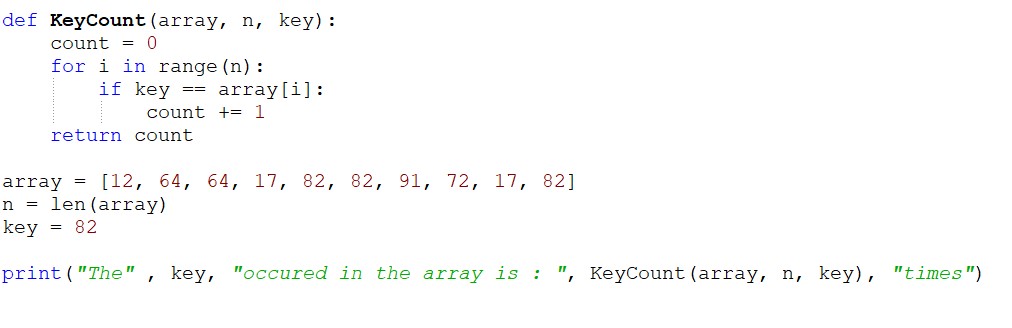 def KeyCount(array, n, key):
    count = 0
    for i in range(n):
        if key == array[i]:
            count += 1
    return count

array = [12, 64, 64, 17, 82, 82, 91, 72, 17, 82]
n = len(array)
key = 82

print("The" , key, "occured in the array is : ", KeyCount(array, n, key), "times")